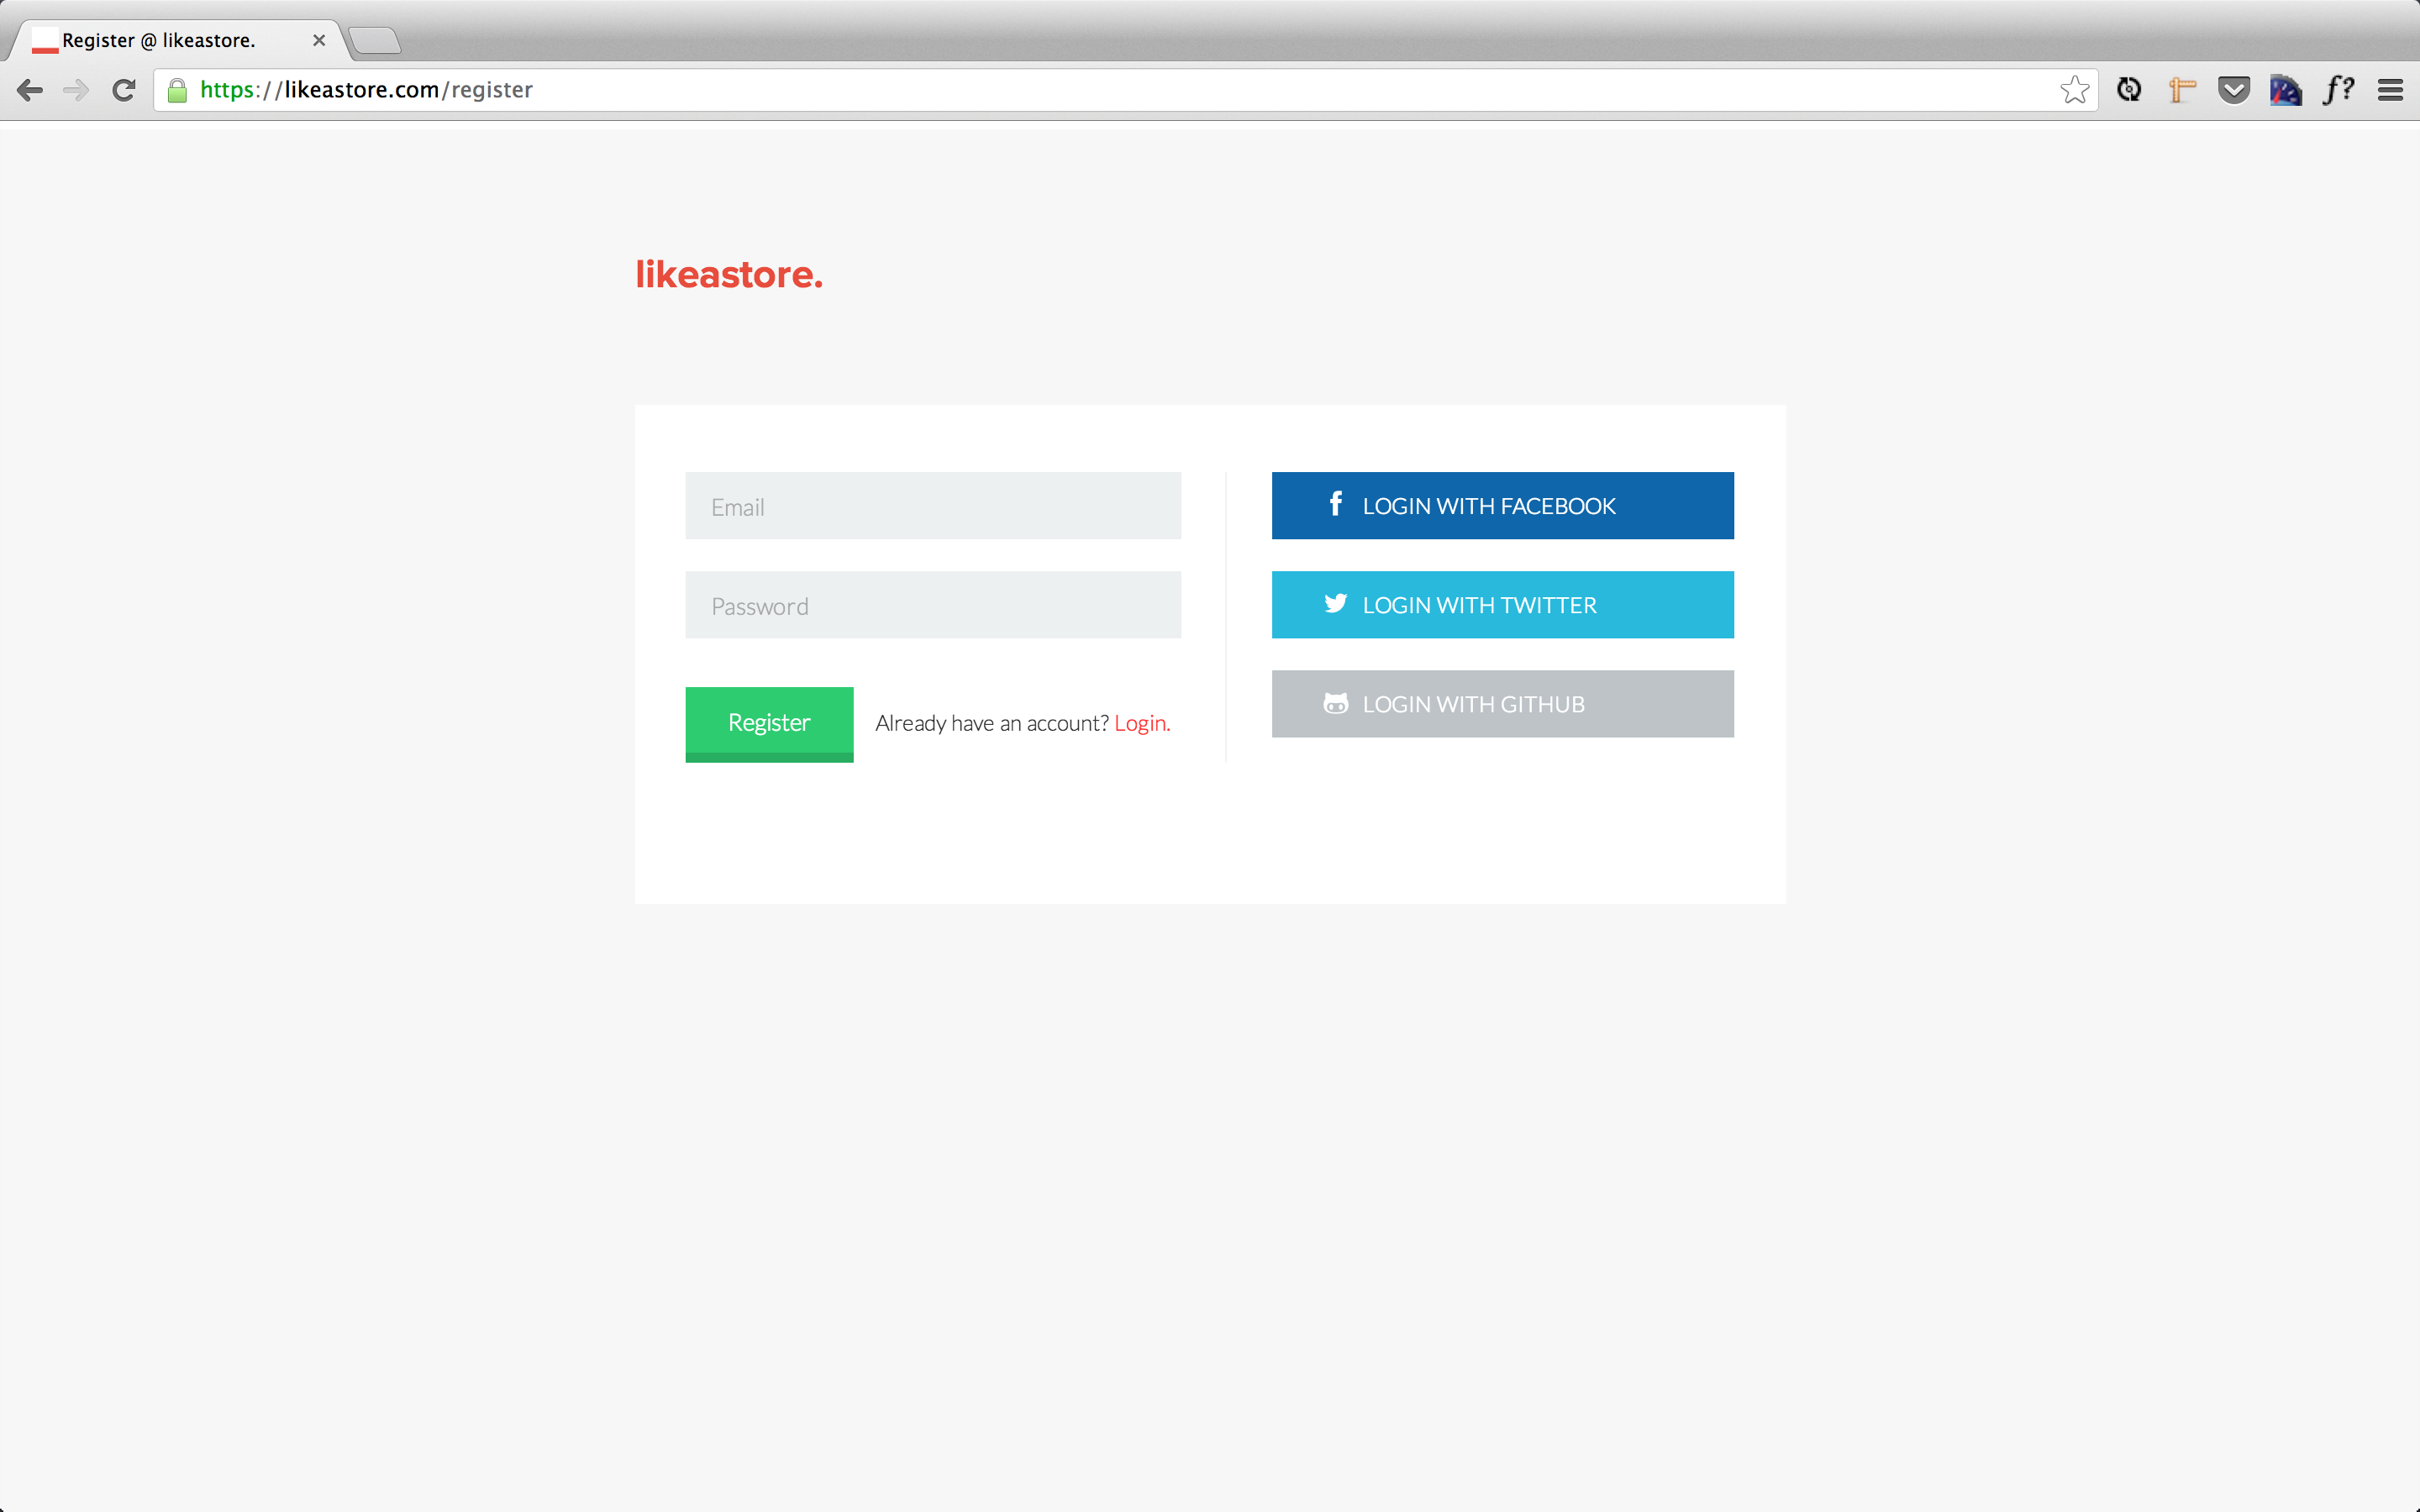 Register @ likeastore.
https://likeastore.com/register
f?
likeastore.
Email
Password
Register
Already have an account? Login.
LOGIN WITH FACEBOOK
LOGIN WITH TWITTER
LOGIN WITH GITHUB